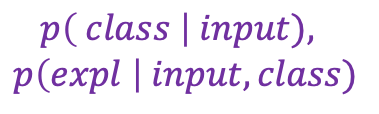 p( class | input),
p(expl | input, class)